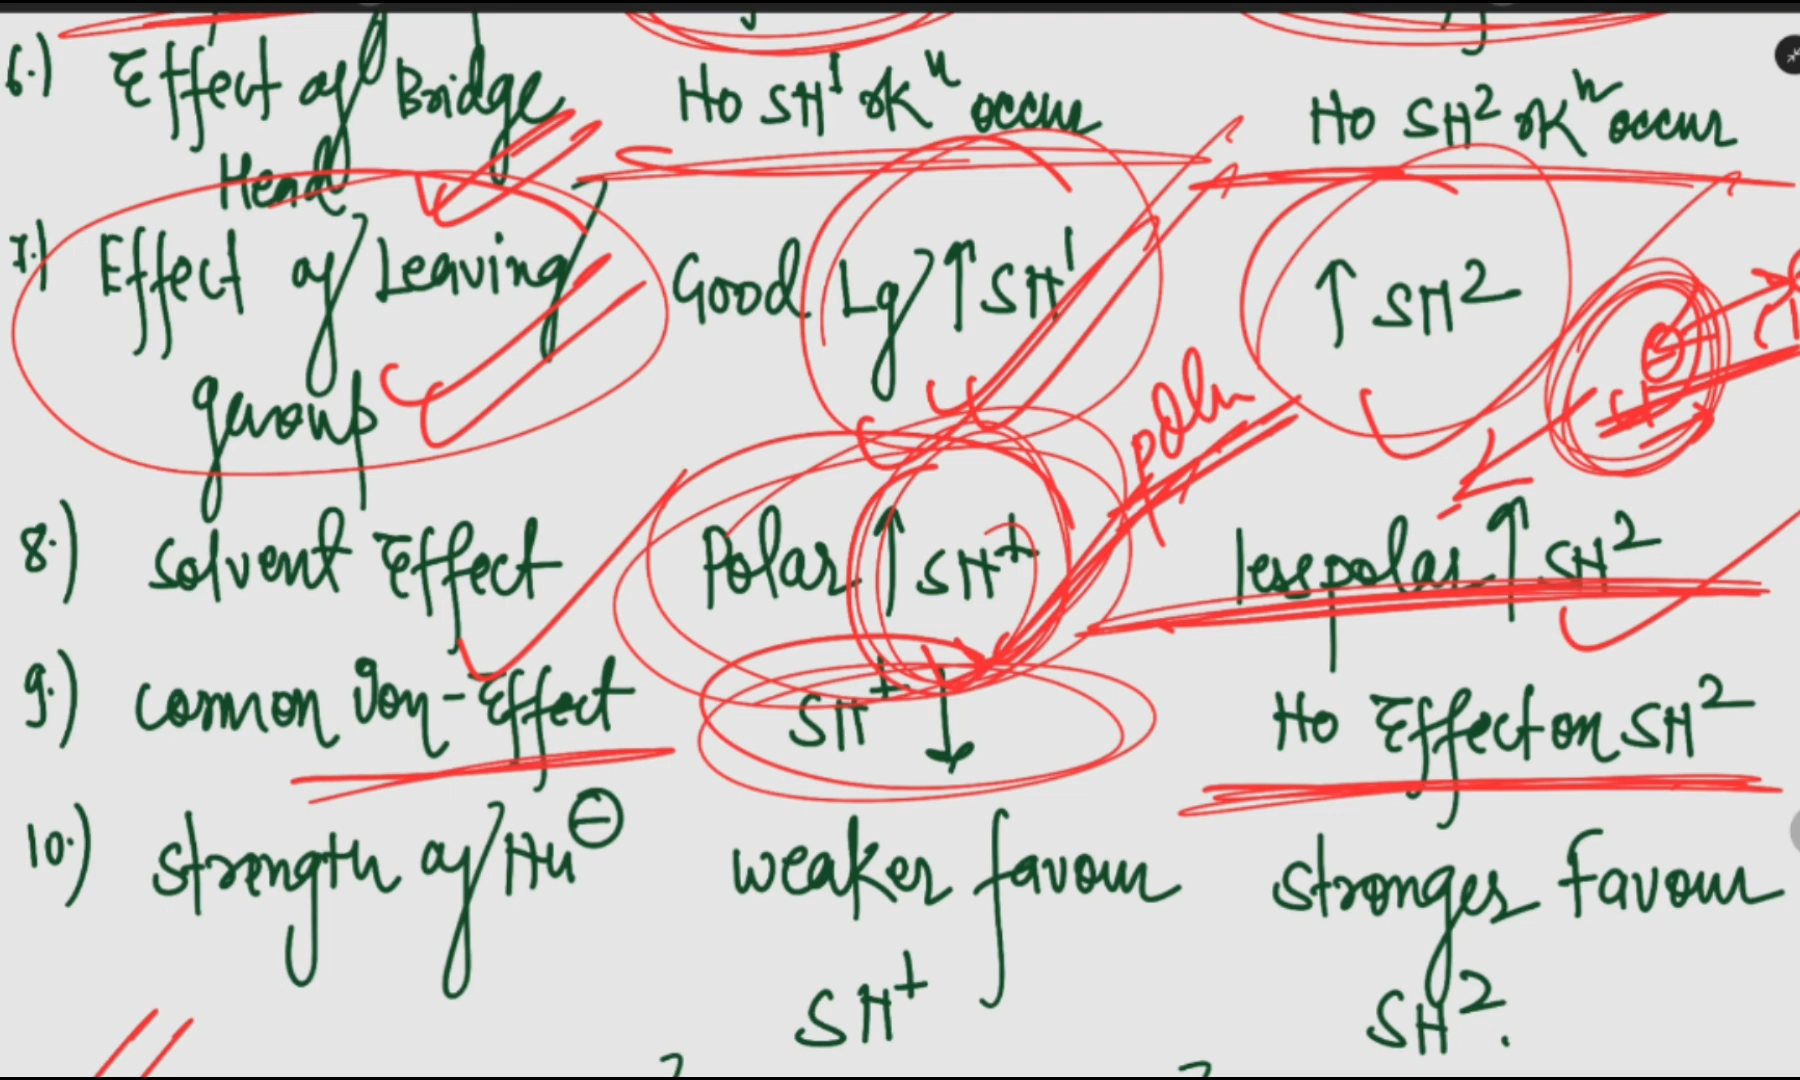 6.) Effect of Bridge Head No SN1 rxn occur No SN2 rxn occur
7.) Effect of Leaving group Good Lg ↑ SN1 ↑ SN2
polar
8.) solvent Effect Polar ↑ SN1 less polar ↑ SN2
9.) common ion-Effect SN1 ↓ No Effect on SN2
10.) strength of Nu⊖ weaker favour SN1 stronger favour SN2.